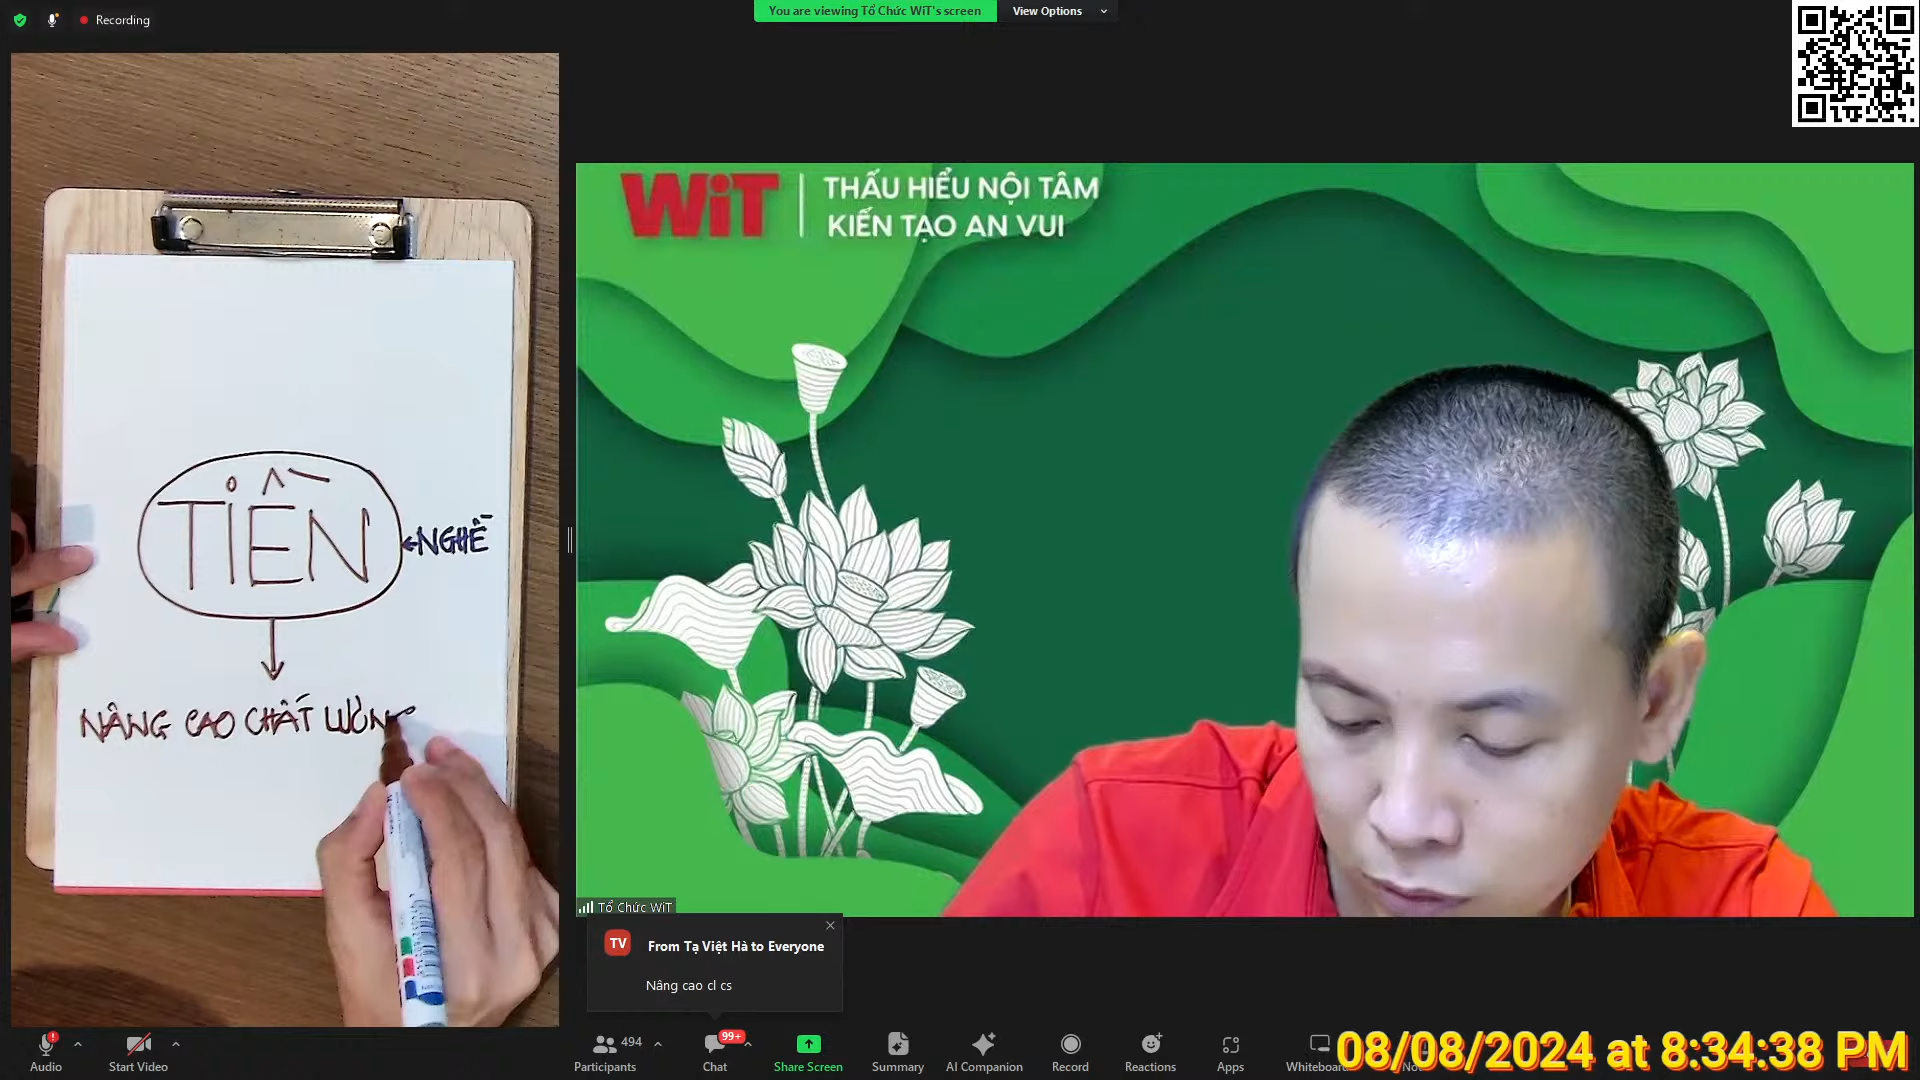 Recording
You are viewing Tổ Chức WiT's screen
View Options
WiT
THẤU HIỂU NỘI TÂM
KIẾN TẠO AN VUI
TIỀN
←NGHỀ
NÂNG CAO CHẤT LƯỢNG
Tổ Chức WiT
TV
From Tạ Việt Hà to Everyone
Nâng cao cl cs
Audio
Start Video
494
Participants
99+
Chat
Share Screen
Summary
AI Companion
Record
Reactions
Apps
08/08/2024 at 8:34:38 PM